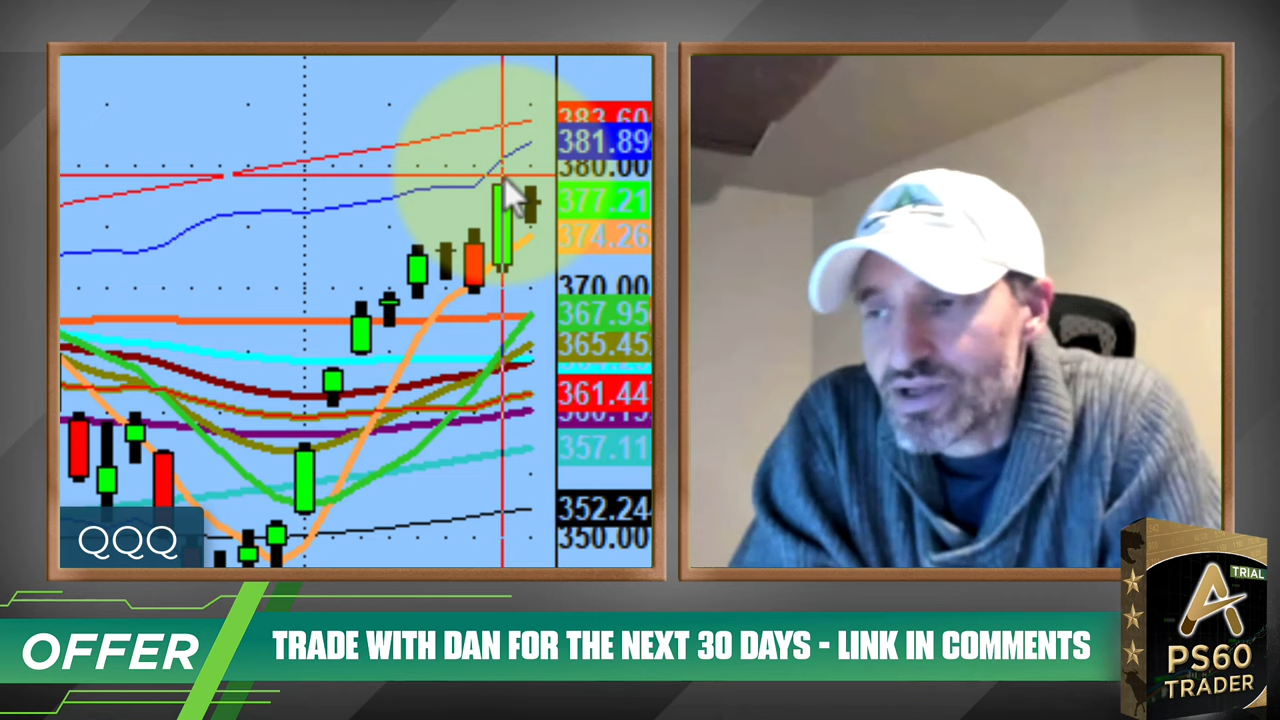 383.60
381.89
380.00
377.21
374.26
370.00
367.95
365.45
361.44
357.11
352.24
350.00
QQQ
OFFER
TRADE WITH DAN FOR THE NEXT 30 DAYS - LINK IN COMMENTS
TRIAL
PS60
TRADER